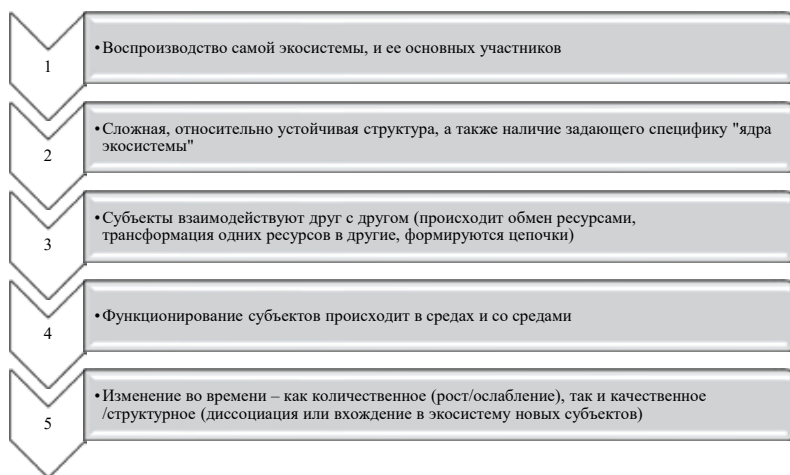 1
•Воспроизводство самой экосистемы, и ее основных участников
2
•Сложная, относительно устойчивая структура, а также наличие задающего специфику "ядра
экосистемы"
3
•Субъекты взаимодействуют друг с другом (происходит обмен ресурсами,
трансформация одних ресурсов в другие, формируются цепочки)
4
•Функционирование субъектов происходит в средах и со средами
5
•Изменение во времени – как количественное (рост/ослабление), так и качественное
/структурное (диссоциация или вхождение в экосистему новых субъектов)